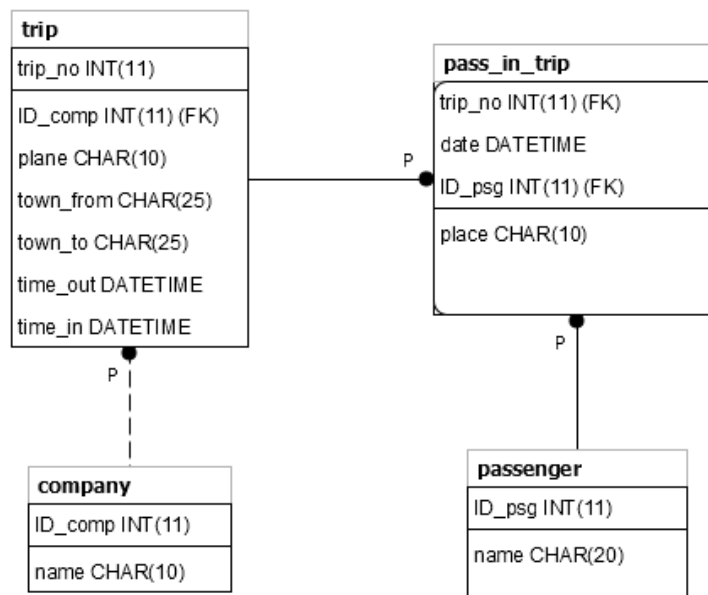 trip
trip_no INT(11)
ID_comp INT(11) (FK)
plane CHAR(10)
town_from CHAR(25)
town_to CHAR(25)
time_out DATETIME
time_in DATETIME
P
pass_in_trip
trip_no INT(11) (FK)
date DATETIME
ID_psg INT(11) (FK)
place CHAR(10)
P
P
company
ID_comp INT(11)
name CHAR(10)
passenger
ID_psg INT(11)
name CHAR(20)